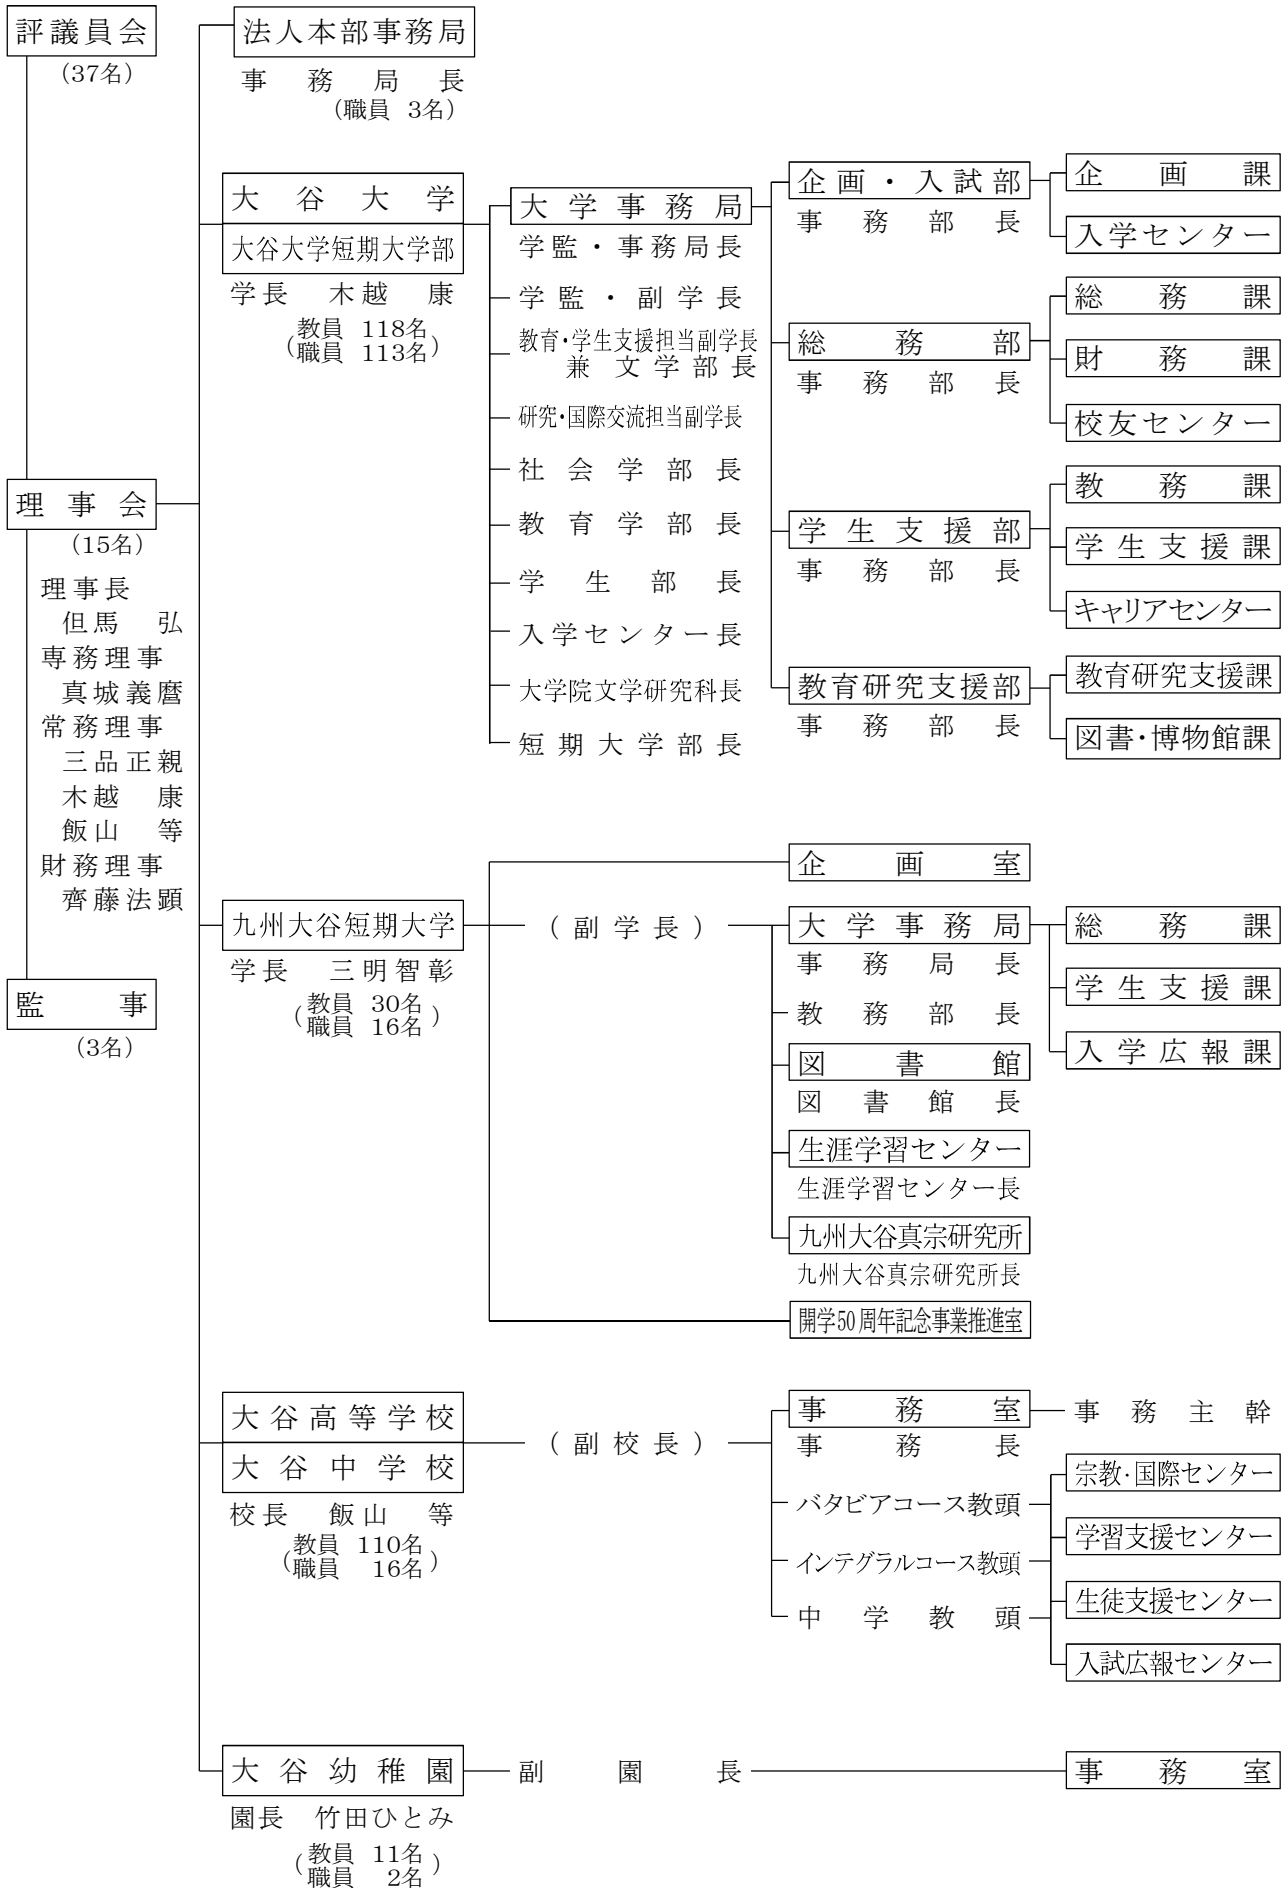 評議員会
(37名)
理事会
(15名)
理事長
但馬 弘
専務理事
真城義麿
常務理事
三品正親
木越 康
飯山 等
財務理事
齊藤法顕
監事
(3名)
法人本部事務局
事務局長
(職員 3名)
大谷大学
大谷大学短期大学部
学長 木越 康
(教員 118名
職員 113名)
大学事務局
学監・事務局長
学監・副学長
教育・学生支援担当副学長
兼 文学部長
研究・国際交流担当副学長
社会学部長
教育学部長
学生部長
入学センター長
大学院文学研究科長
短期大学部長
企画・入試部
事務部長
企画課
入学センター
総務部
事務部長
総務課
財務課
校友センター
学生支援部
事務部長
教務課
学生支援課
キャリアセンター
教育研究支援部
事務部長
教育研究支援課
図書・博物館課
九州大谷短期大学
学長 三明智彰
(教員 30名
職員 16名)
(副学長)
企画室
大学事務局
事務局長
総務課
学生支援課
入学広報課
教務部長
図書館
図書館長
生涯学習センター
生涯学習センター長
九州大谷真宗研究所
九州大谷真宗研究所長
開学50周年記念事業推進室
大谷高等学校
大谷中学校
校長 飯山 等
(教員 110名
職員 16名)
(副校長)
事務室
事務長
事務主幹
バタビアコース教頭
インテグラルコース教頭
中学教頭
宗教・国際センター
学習支援センター
生徒支援センター
入試広報センター
大谷幼稚園
園長 竹田ひとみ
(教員 11名
職員 2名)
副園長
事務室